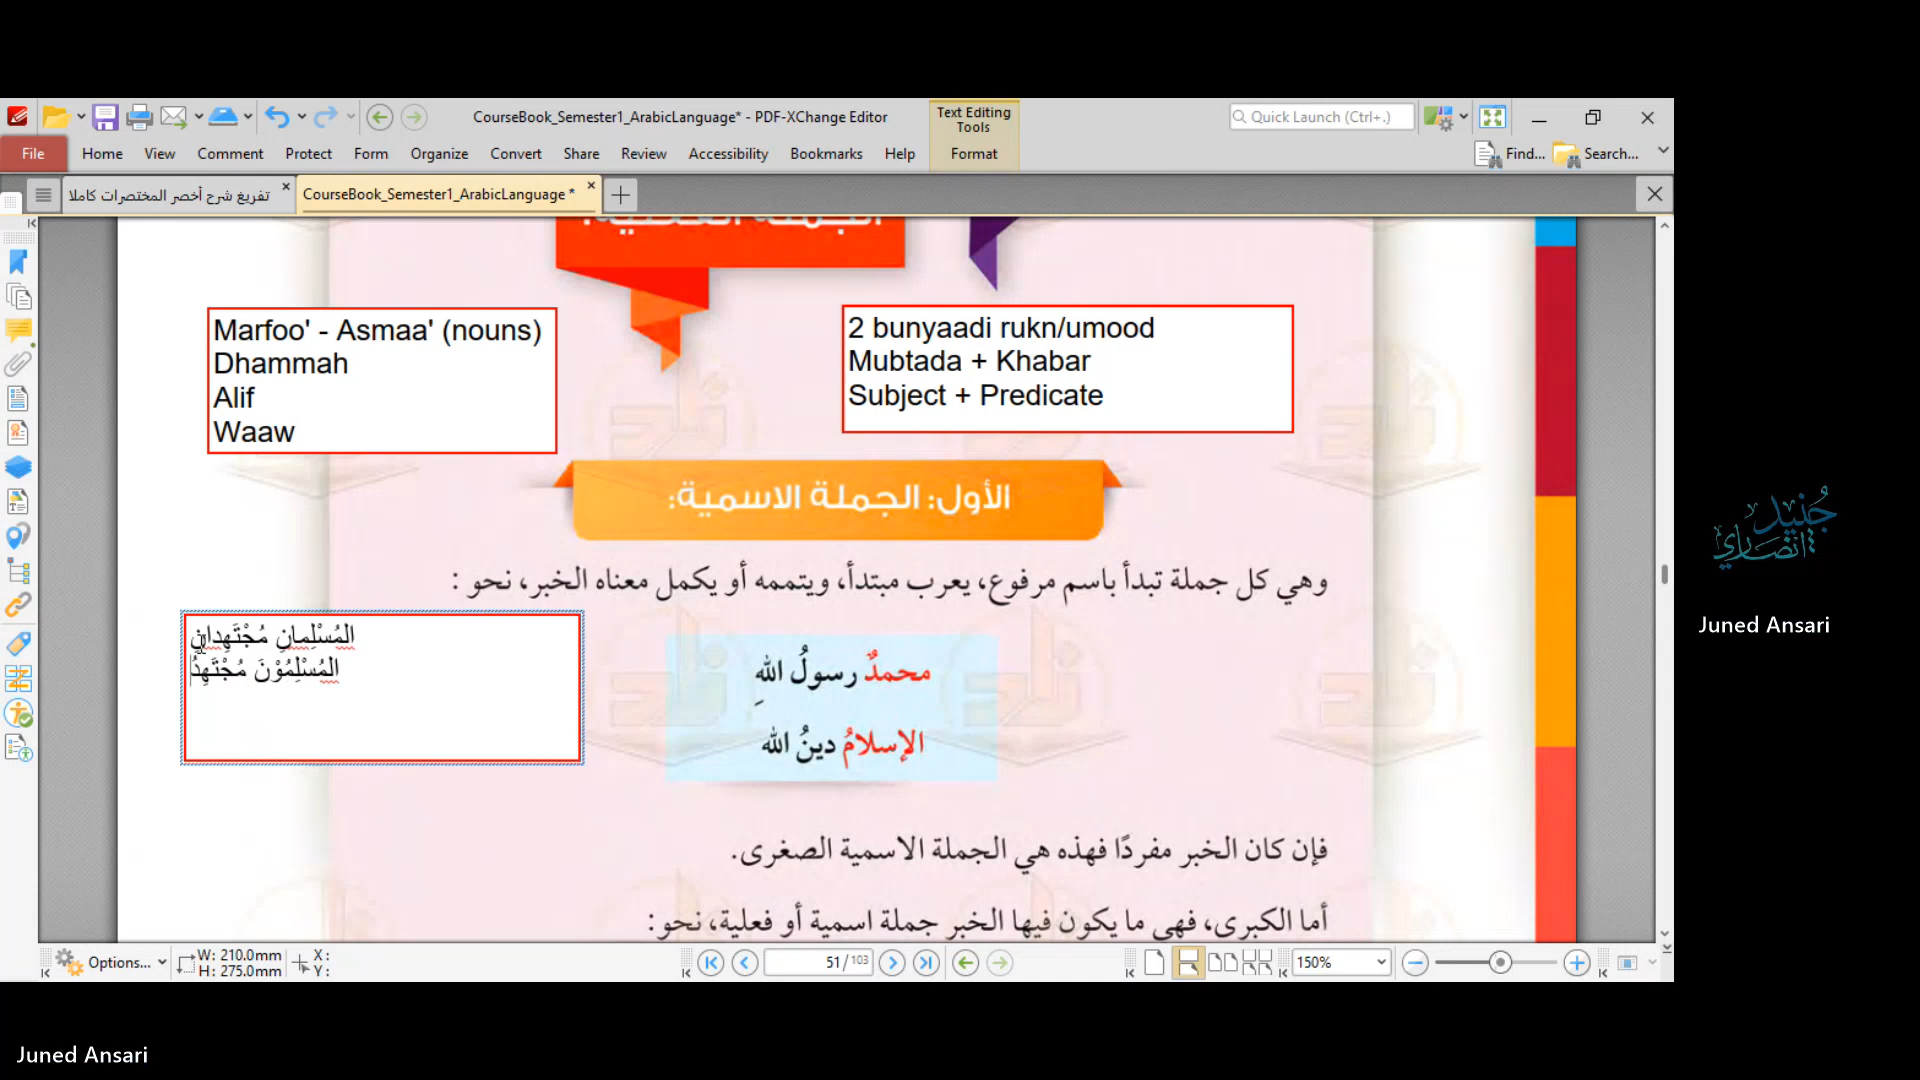 CourseBook_Semester1_ArabicLanguage* - PDF-XChange Editor
Text Editing Tools
Quick Launch (Ctrl+.)
File Home View Comment Protect Form Organize Convert Share Review Accessibility Bookmarks Help Format
Find... Search...
تفريغ شرح أخصر المختصرات كاملا
CourseBook_Semester1_ArabicLanguage *
Marfoo' - Asmaa' (nouns)
Dhammah
Alif
Waaw
2 bunyaadi rukn/umood
Mubtada + Khabar
Subject + Predicate
الأول: الجملة الاسمية:
وهي كل جملة تبدأ باسم مرفوع، يعرب مبتدأ، ويتممه أو يكمل معناه الخبر، نحو :
المُسْلِمانِ مُجْتَهِدانِ
المُسْلِمُوْنَ مُجْتَهِدُ
محمدٌ رسولُ اللهِ
الإسلامُ دينُ الله
فإن كان الخبر مفردًا فهذه هي الجملة الاسمية الصغرى.
أما الكبرى، فهي ما يكون فيها الخبر جملة اسمية أو فعلية، نحو:
Options...
W: 210.0mm
H: 275.0mm
X:
Y:
51 / 103
150%
جُنيد انصاري
Juned Ansari
Juned Ansari